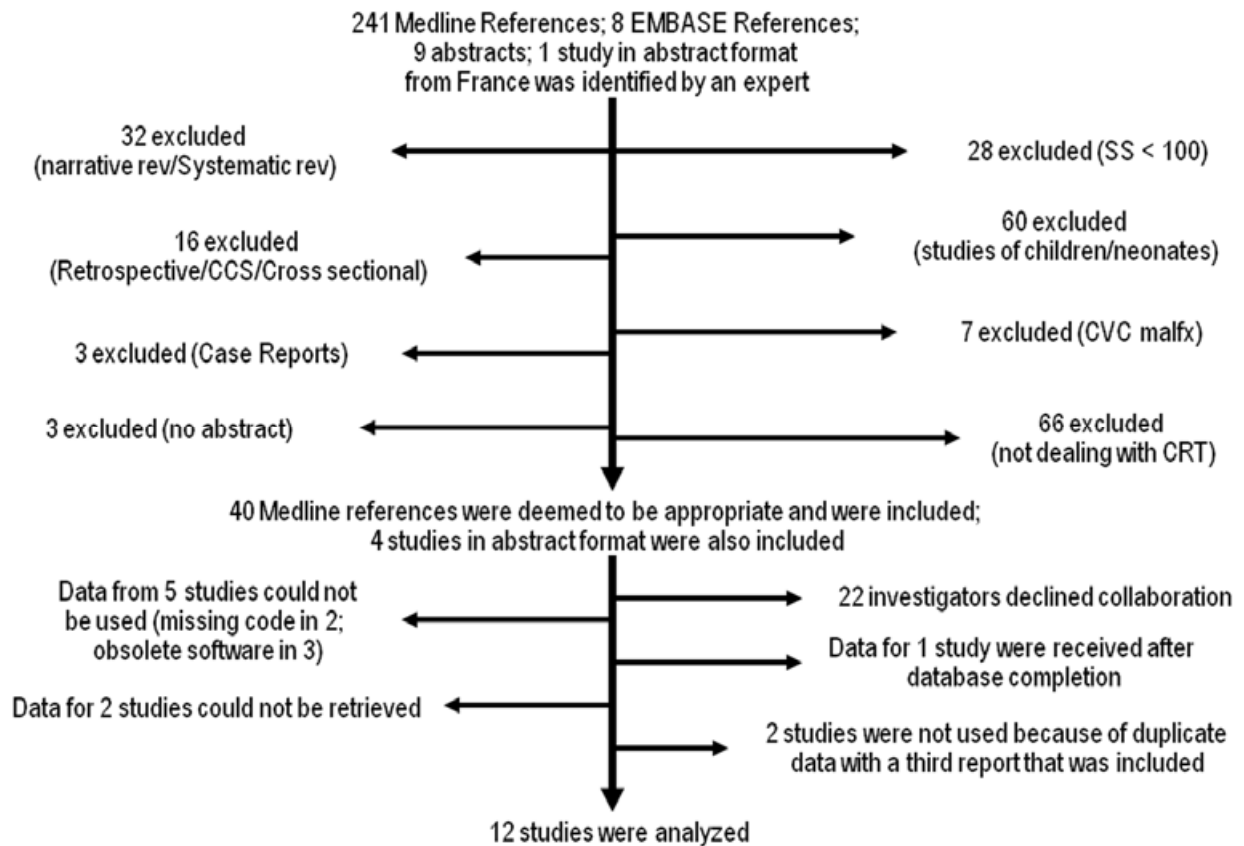 241 Medline References; 8 EMBASE References;
9 abstracts; 1 study in abstract format
from France was identified by an expert
32 excluded
(narrative rev/Systematic rev)
28 excluded (SS < 100)
60 excluded
(studies of children/neonates)
16 excluded
(Retrospective/CCS/Cross sectional)
7 excluded (CVC malfx)
3 excluded (Case Reports)
3 excluded (no abstract)
66 excluded
(not dealing with CRT)
40 Medline references were deemed to be appropriate and were included;
4 studies in abstract format were also included
Data from 5 studies could not
be used (missing code in 2;
obsolete software in 3)
22 investigators declined collaboration
Data for 1 study were received after
database completion
Data for 2 studies could not be retrieved
2 studies were not used because of duplicate
data with a third report that was included
12 studies were analyzed